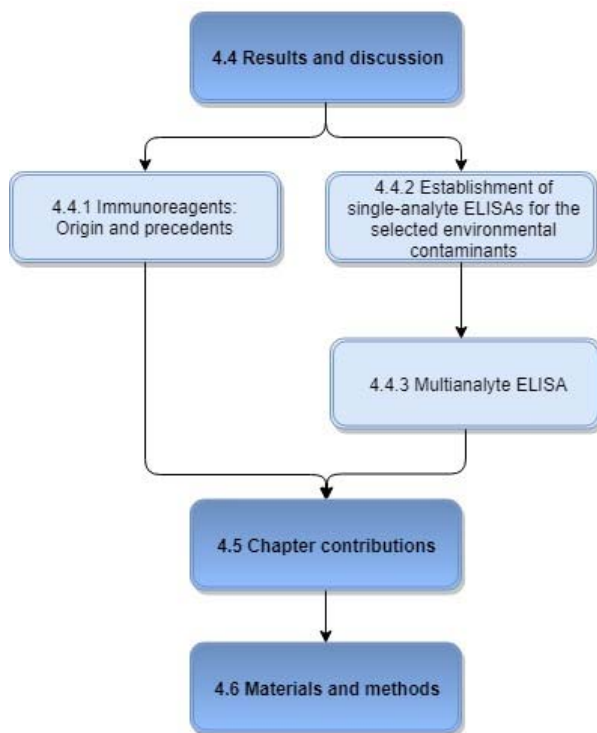 4.4 Results and discussion
4.4.1 Immunoreagents:
Origin and precedents
4.4.2 Establishment of
single-analyte ELISAs for the
selected environmental
contaminants
4.4.3 Multianalyte ELISA
4.5 Chapter contributions
4.6 Materials and methods